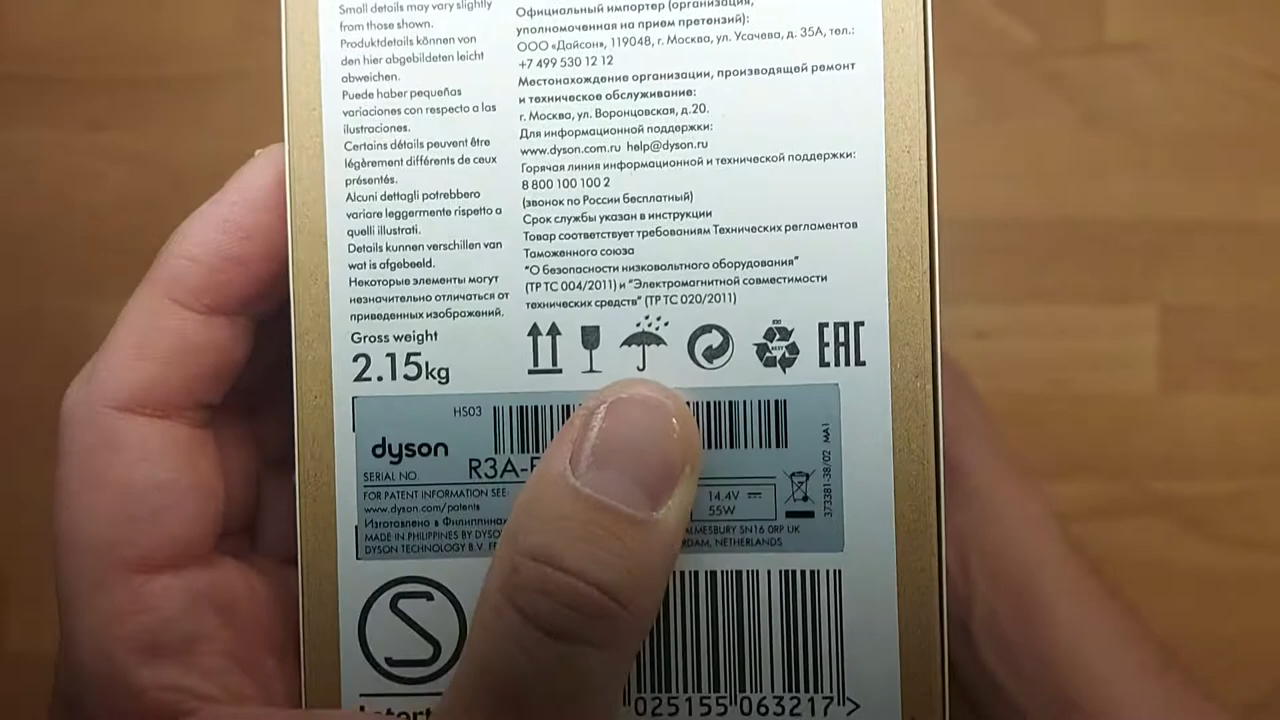 Small details may vary slightly
from those shown.
Produktdetails können von
den hier abgebildeten leicht
abweichen.
Puede haber pequeñas
variaciones con respecto a las
ilustraciones.
Certains détails peuvent être
légèrement différents de ceux
présentés.
Alcuni dettagli potrebbero
variare leggermente rispetto a
quelli illustrati.
Details kunnen verschillen van
wat is afgebeeld.
Некоторые элементы могут
незначительно отличаться от
приведенных изображений.
Официальный импортер (организация,
уполномоченная на прием претензий):
ООО «Дайсон», 119048, г. Москва, ул. Усачева, д. 35А, тел.:
+7 499 530 12 12
Местонахождение организации, производящей ремонт
и техническое обслуживание:
г. Москва, ул. Воронцовская, д.20.
Для информационной поддержки:
www.dyson.com.ru help@dyson.ru
Горячая линия информационной и технической поддержки:
8 800 100 100 2
(звонок по России бесплатный)
Срок службы указан в инструкции
Товар соответствует требованиям Технических регламентов
Таможенного союза
"О безопасности низковольтного оборудования"
(ТР ТС 004/2011) и "Электромагнитной совместимости
технических средств" (ТР ТС 020/2011)
Gross weight
2.15kg
EAC
HS03
dyson
SERIAL NO.
R3A-
FOR PATENT INFORMATION SEE:
www.dyson.com/patents
Изготовлено в
MADE IN PHILIPPINES BY
DYSON TECHNOLOGY B.V.
14.4V
55W
SN16 0RP UK
NETHERLANDS
373381-38/02 MA1
025155 063217 >